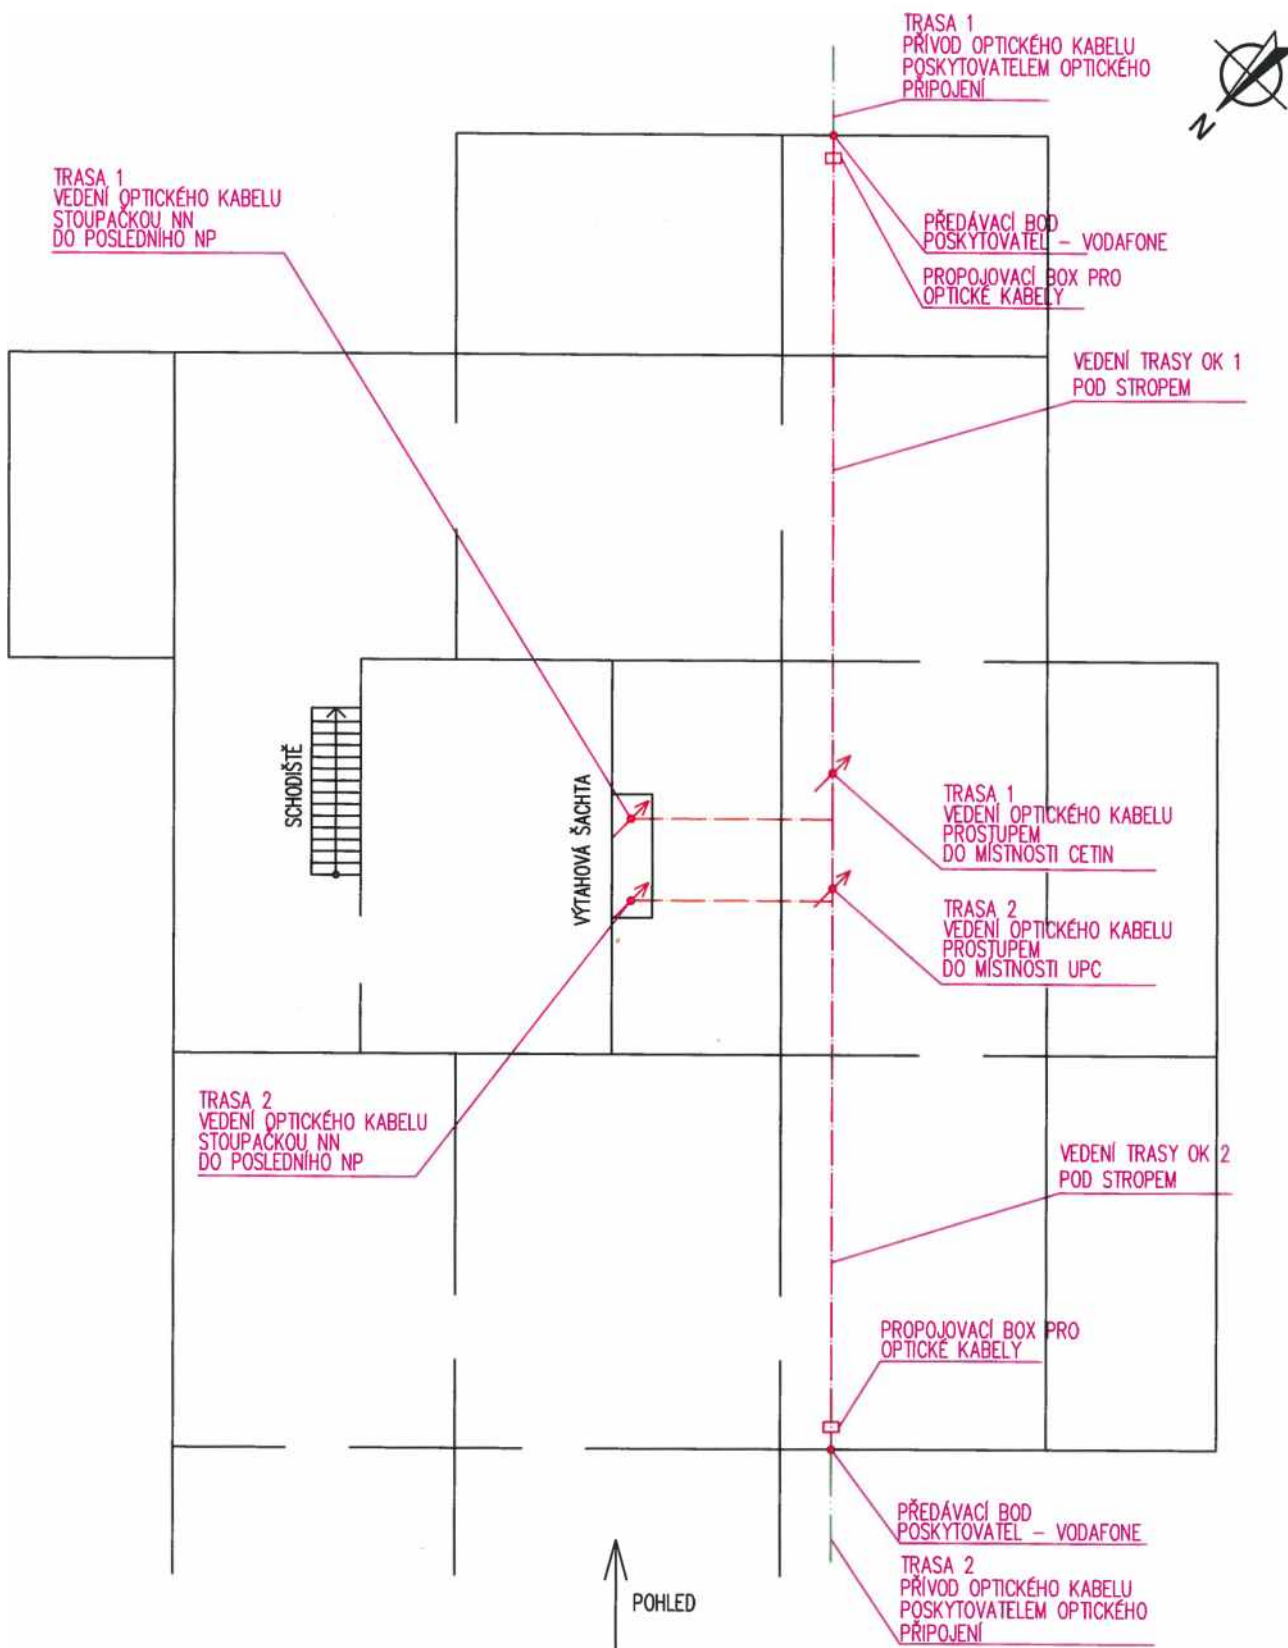 TRASA 1
PŘÍVOD OPTICKÉHO KABELU
POSKYTOVATELEM OPTICKÉHO
PŘIPOJENÍ
N
TRASA 1
VEDENÍ OPTICKÉHO KABELU
STOUPAČKOU NN
DO POSLEDNÍHO NP
PŘEDÁVACÍ BOD
POSKYTOVATEL - VODAFONE
PROPOJOVACÍ BOX PRO
OPTICKÉ KABELY
VEDENÍ TRASY OK 1
POD STROPEM
SCHODIŠTĚ
VÝTAHOVÁ ŠACHTA
TRASA 1
VEDENÍ OPTICKÉHO KABELU
PROSTUPEM
DO MÍSTNOSTI CETIN
TRASA 2
VEDENÍ OPTICKÉHO KABELU
PROSTUPEM
DO MÍSTNOSTI UPC
TRASA 2
VEDENÍ OPTICKÉHO KABELU
STOUPAČKOU NN
DO POSLEDNÍHO NP
VEDENÍ TRASY OK 2
POD STROPEM
PROPOJOVACÍ BOX PRO
OPTICKÉ KABELY
PŘEDÁVACÍ BOD
POSKYTOVATEL - VODAFONE
TRASA 2
PŘÍVOD OPTICKÉHO KABELU
POSKYTOVATELEM OPTICKÉHO
PŘIPOJENÍ
POHLED